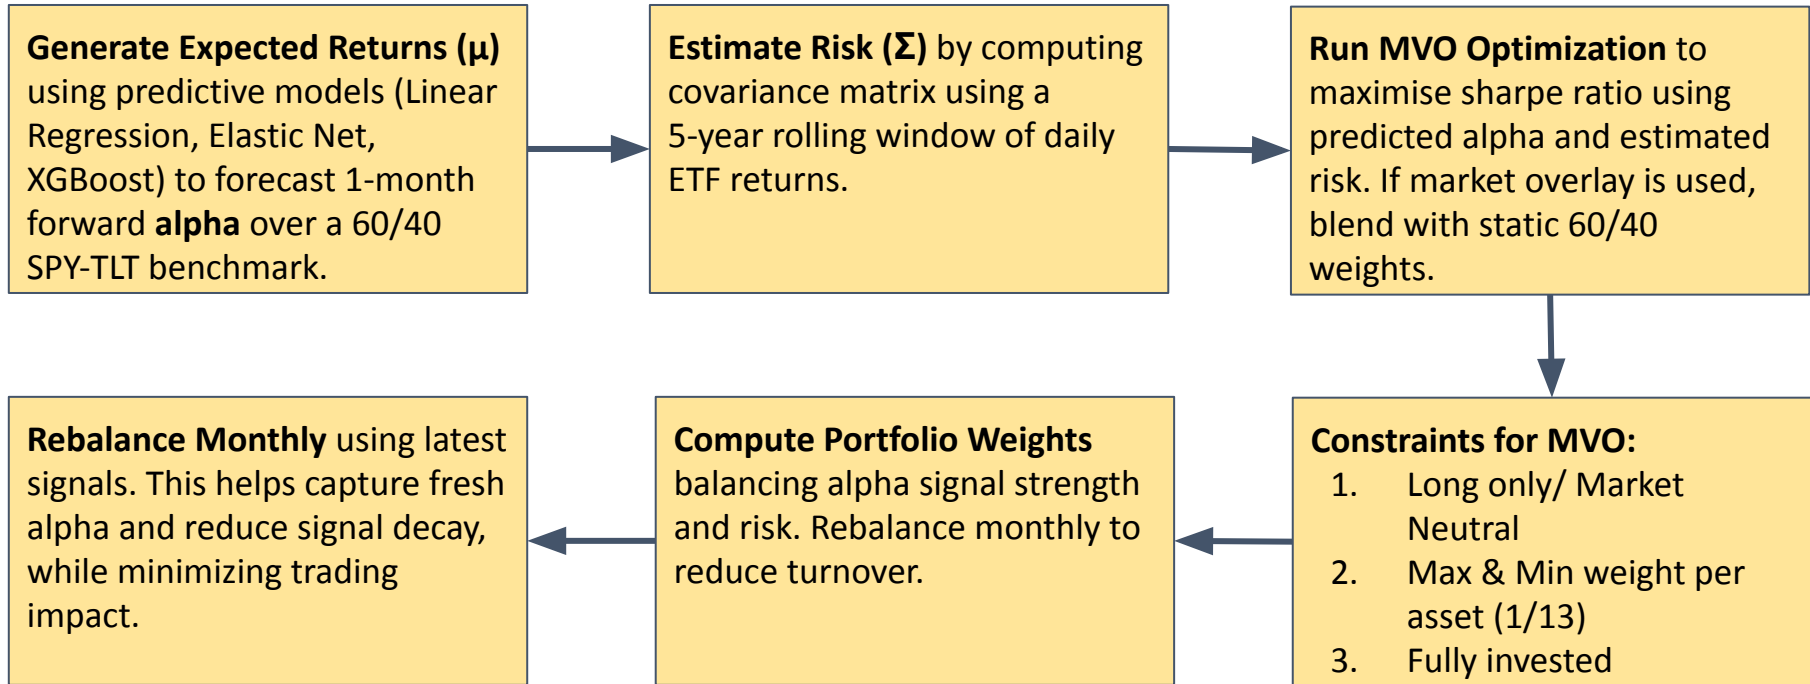 Generate Expected Returns (μ)
using predictive models (Linear
Regression, Elastic Net,
XGBoost) to forecast 1-month
forward alpha over a 60/40
SPY-TLT benchmark.
Estimate Risk (Σ) by computing
covariance matrix using a
5-year rolling window of daily
ETF returns.
Run MVO Optimization to
maximise sharpe ratio using
predicted alpha and estimated
risk. If market overlay is used,
blend with static 60/40
weights.
Constraints for MVO:
1. Long only/ Market
Neutral
2. Max & Min weight per
asset (1/13)
3. Fully invested
Compute Portfolio Weights
balancing alpha signal strength
and risk. Rebalance monthly to
reduce turnover.
Rebalance Monthly using latest
signals. This helps capture fresh
alpha and reduce signal decay,
while minimizing trading
impact.